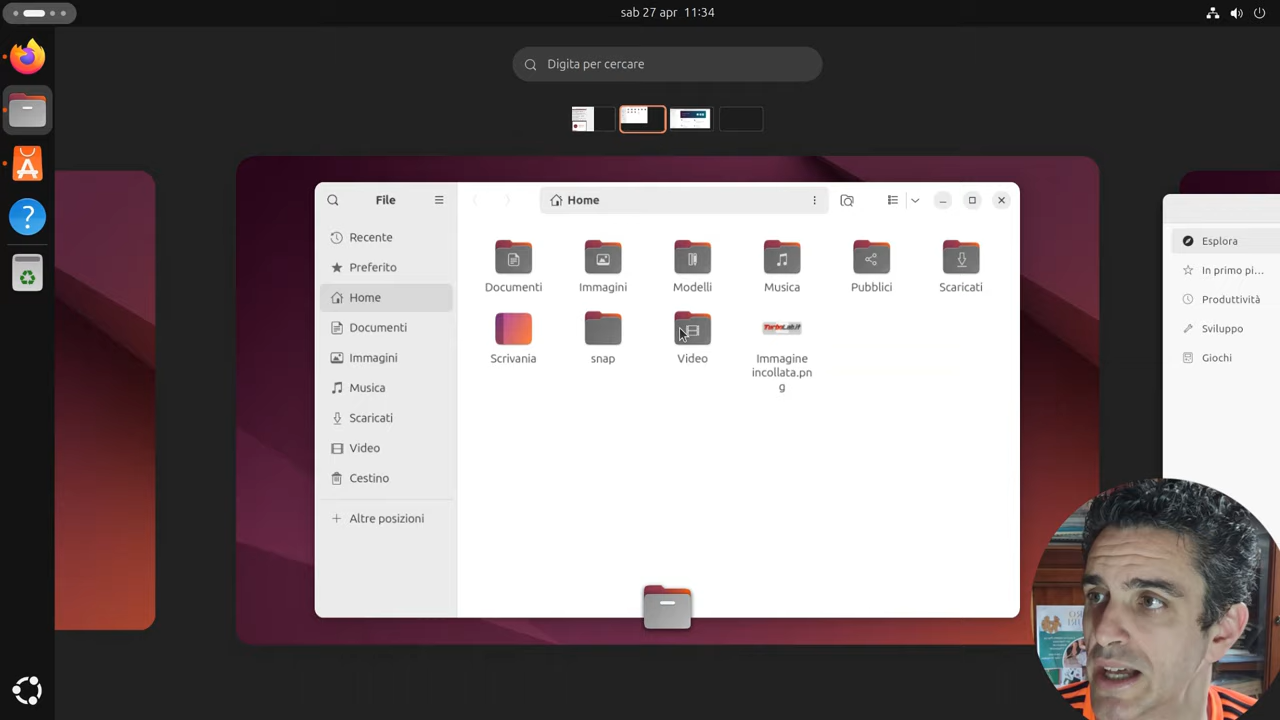 sab 27 apr 11:34
Digita per cercare
File
Home
Recente
Preferito
Home
Documenti
Immagini
Musica
Scaricati
Video
Cestino
Altre posizioni
Documenti
Immagini
Modelli
Musica
Pubblici
Scaricati
Scrivania
snap
Video
TurboLab.it
Immagine
incollata.pn
g
Esplora
In primo pi...
Produttività
Sviluppo
Giochi